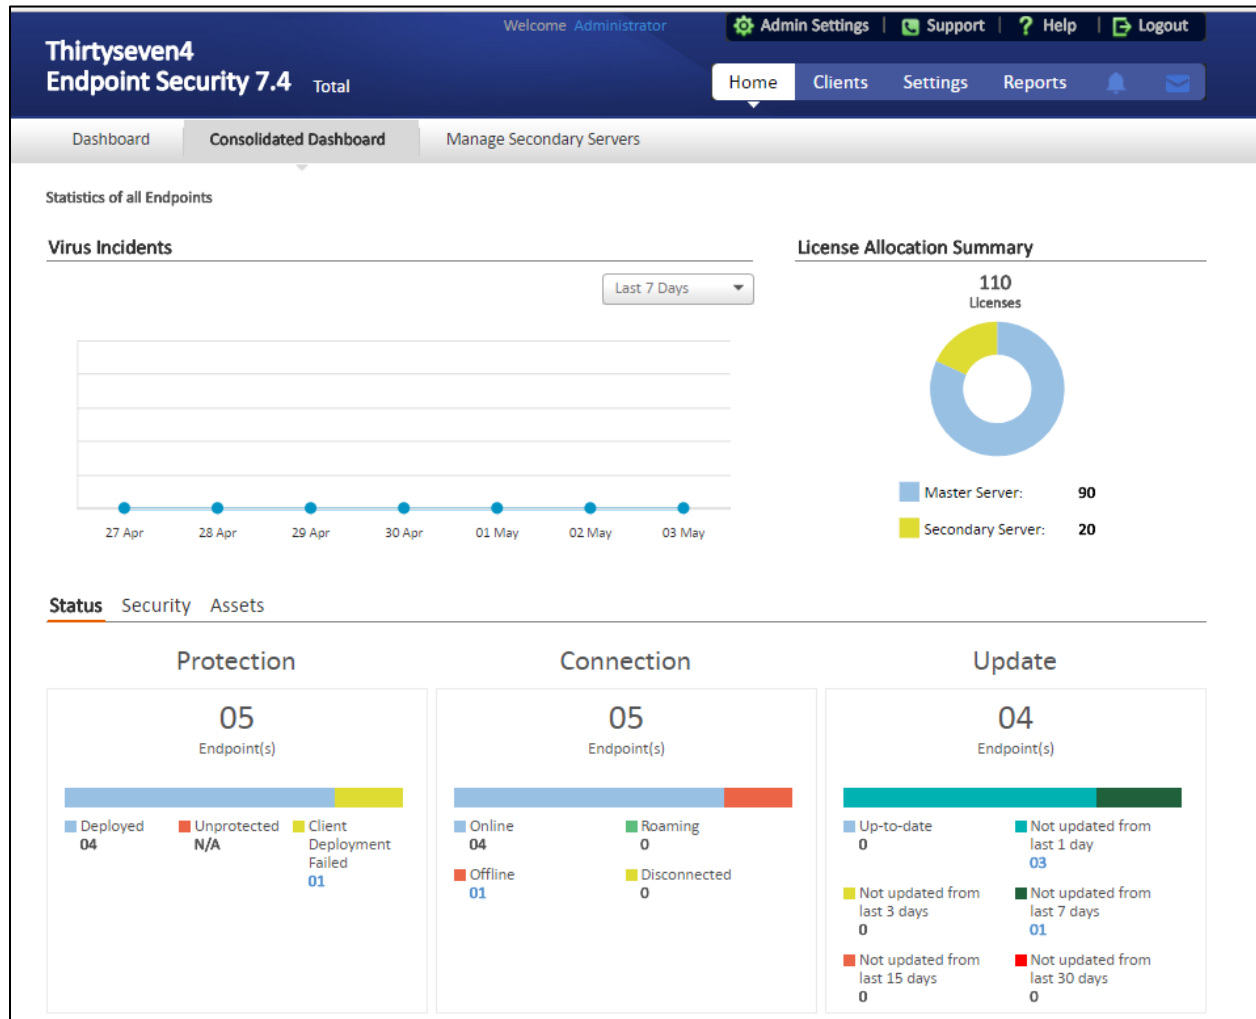 Welcome Administrator
Admin Settings | Support | ? Help | Logout
Thirtyseven4
Endpoint Security 7.4 Total
Home Clients Settings Reports
Dashboard Consolidated Dashboard Manage Secondary Servers
Statistics of all Endpoints
Virus Incidents
Last 7 Days
27 Apr 28 Apr 29 Apr 30 Apr 01 May 02 May 03 May
License Allocation Summary
110
Licenses
Master Server: 90
Secondary Server: 20
Status Security Assets
Protection
05
Endpoint(s)
Deployed
04
Unprotected
N/A
Client
Deployment
Failed
01
Connection
05
Endpoint(s)
Online
04
Roaming
0
Offline
01
Disconnected
0
Update
04
Endpoint(s)
Up-to-date
0
Not updated from
last 1 day
03
Not updated from
last 3 days
0
Not updated from
last 7 days
01
Not updated from
last 15 days
0
Not updated from
last 30 days
0